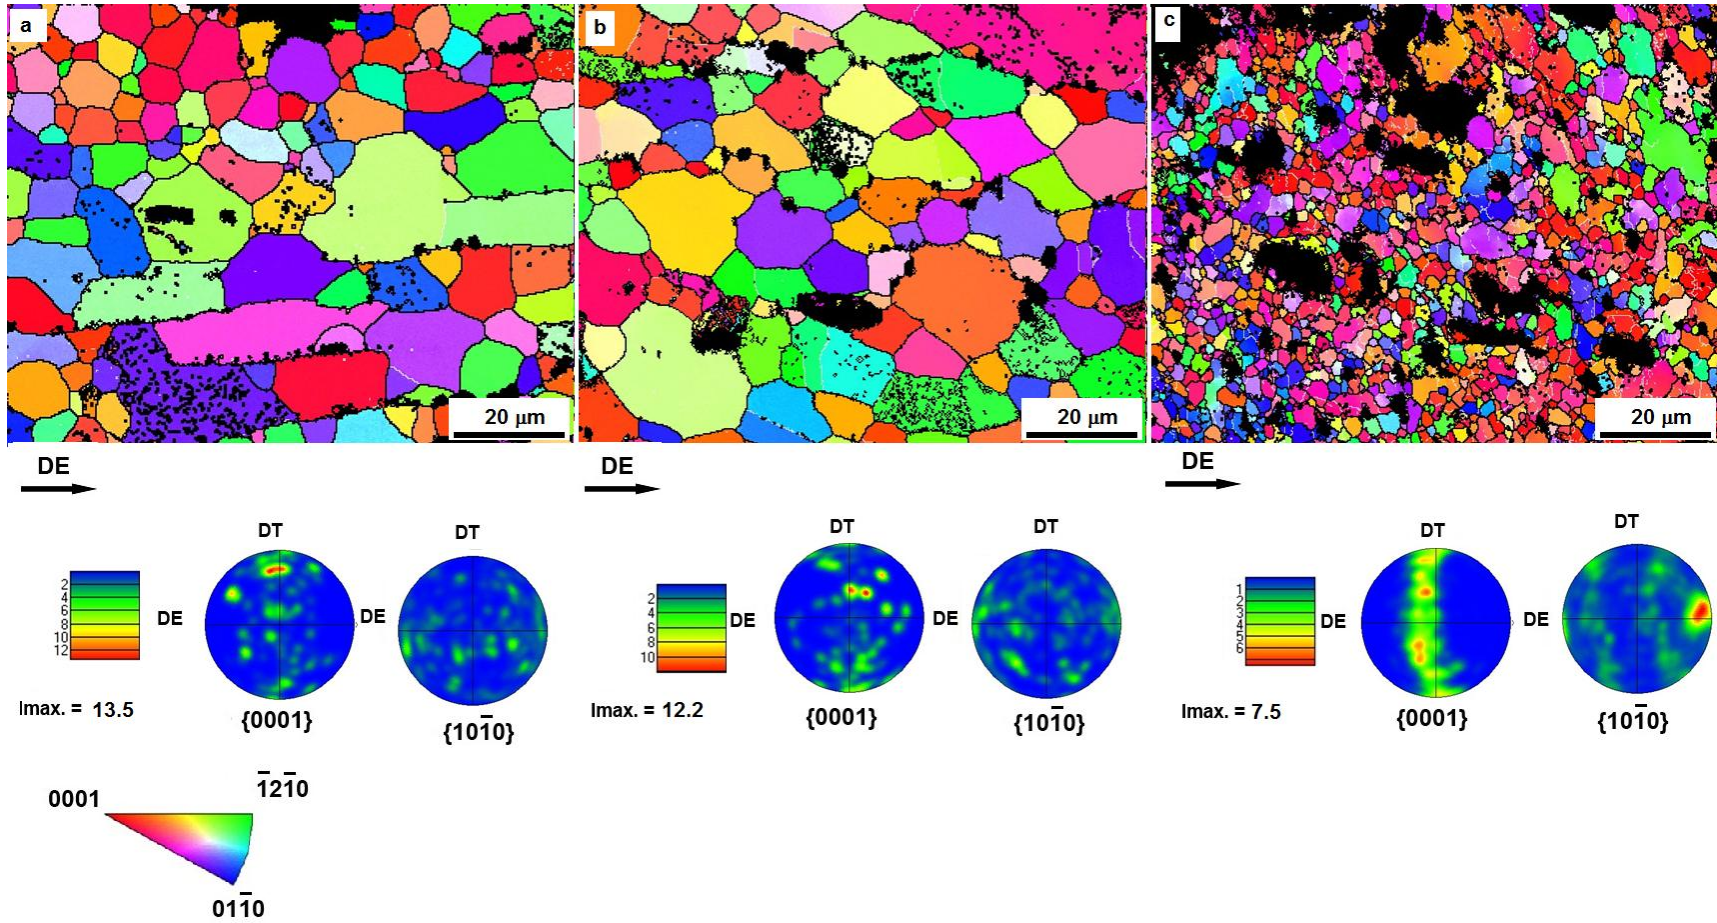 a
b
c
20 μm
20 μm
20 μm
DE
DE
DE
DT
DT
DT
DT
DT
DT
2
4
6
8
10
12
DE
DE
2
4
6
8
10
DE
DE
1
2
3
4
5
6
DE
DE
Imax. = 13.5
{0001}
{101̅0}
Imax. = 12.2
{0001}
{101̅0}
Imax. = 7.5
{0001}
{101̅0}
0001
1̅21̅0
011̅0